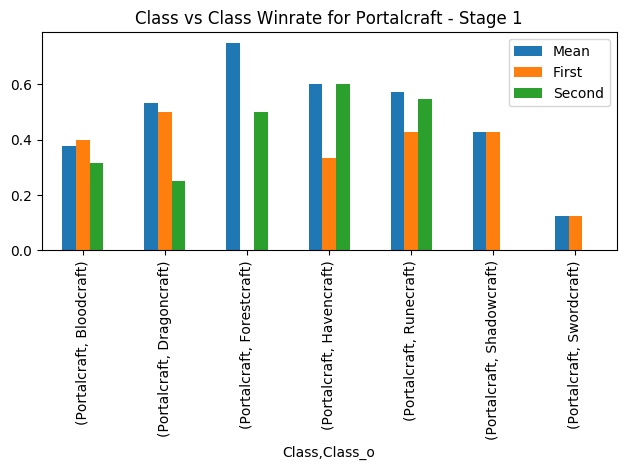 Class vs Class Winrate for Portalcraft - Stage 1
Mean
First
Second
0.6
0.4
0.2
0.0
(Portalcraft, Bloodcraft)
(Portalcraft, Dragoncraft)
(Portalcraft, Forestcraft)
(Portalcraft, Havencraft)
(Portalcraft, Runecraft)
(Portalcraft, Shadowcraft)
(Portalcraft, Swordcraft)
Class,Class_o